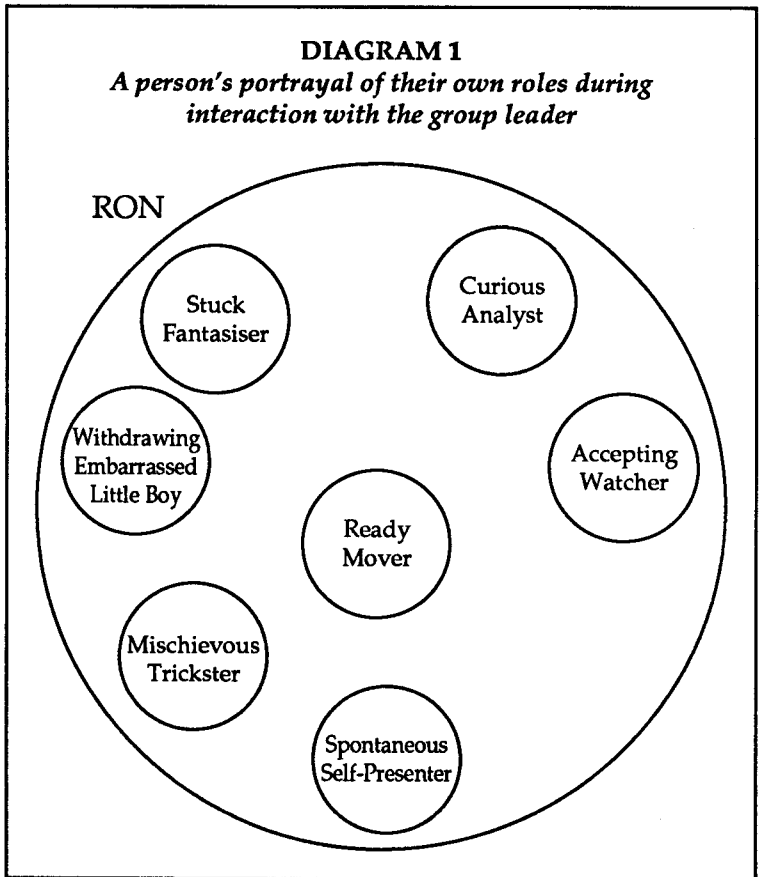 DIAGRAM 1
A person's portrayal of their own roles during
interaction with the group leader
RON
Stuck
Fantasiser
Curious
Analyst
Withdrawing
Embarrassed
Little Boy
Accepting
Watcher
Ready
Mover
Mischievous
Trickster
Spontaneous
Self-Presenter